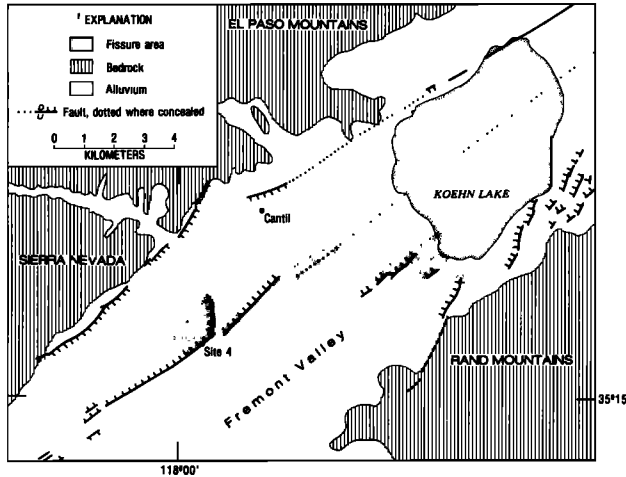 EXPLANATION
Fissure area
Bedrock
Alluvium
Fault, dotted where concealed
0 1 2 3 4
KILOMETERS
EL PASO MOUNTAINS
KOEHN LAKE
Cantil
SIERRA NEVADA
Site 4
Fremont Valley
RAND MOUNTAINS
35°15
118°00'